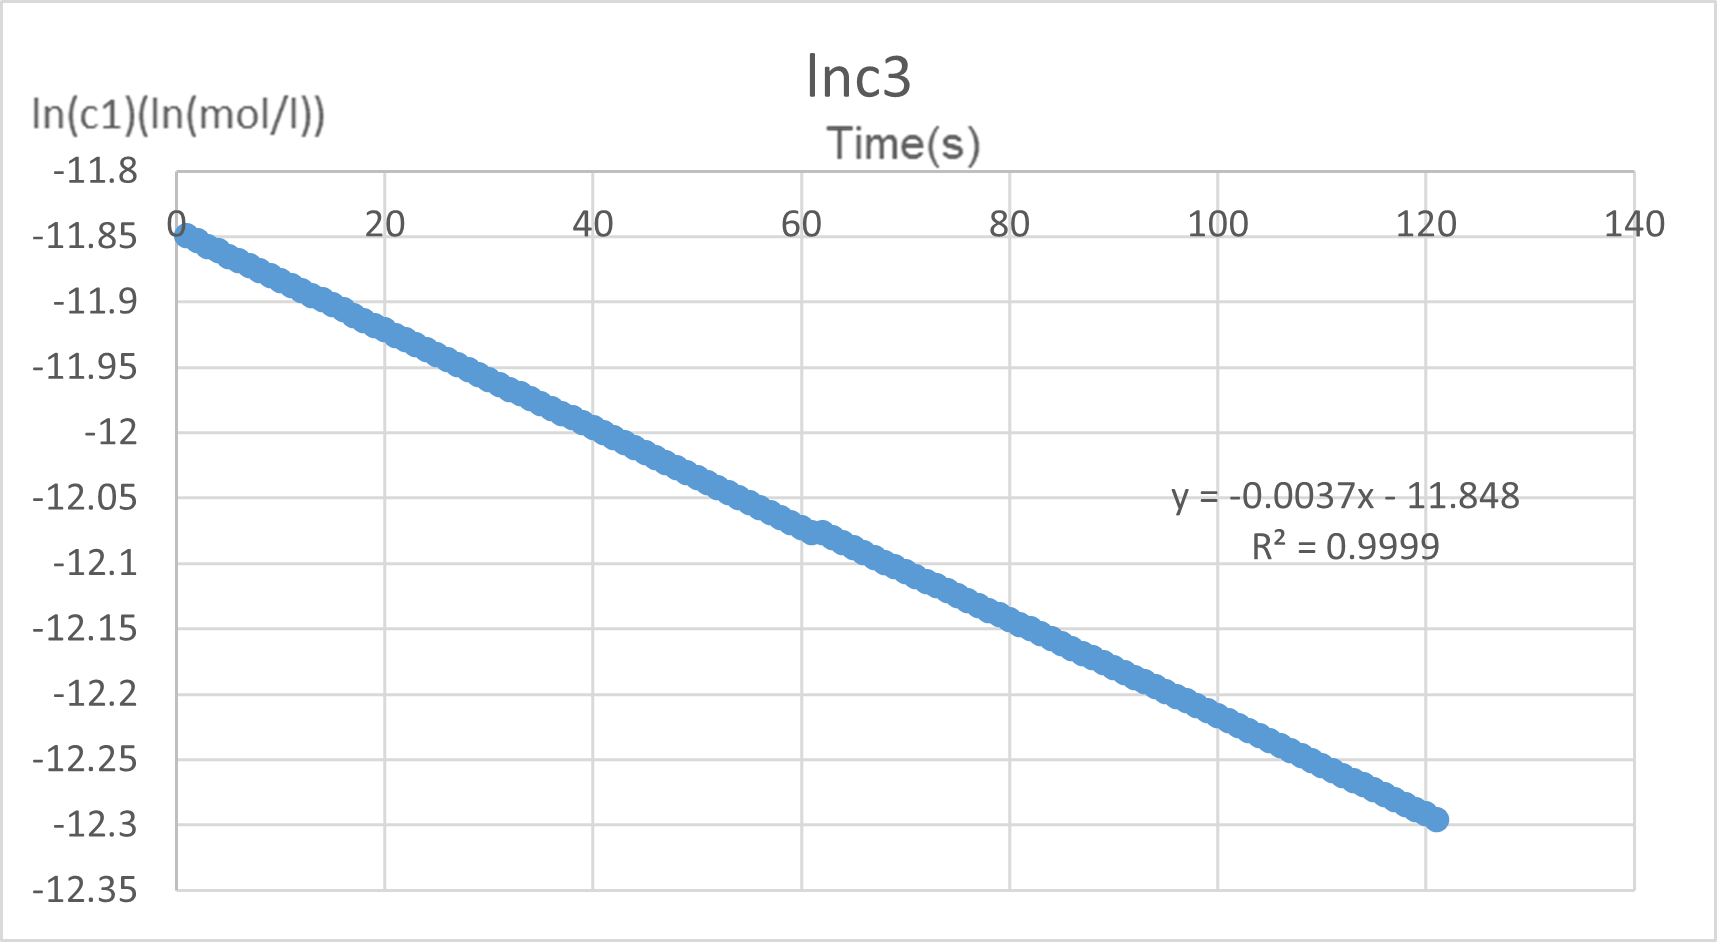 lnc3
ln(c1)(ln(mol/l))
Time(s)
-11.8
0 20 40 60 80 100 120 140
-11.85
-11.9
-11.95
-12
-12.05
y = -0.0037x - 11.848
R² = 0.9999
-12.1
-12.15
-12.2
-12.25
-12.3
-12.35